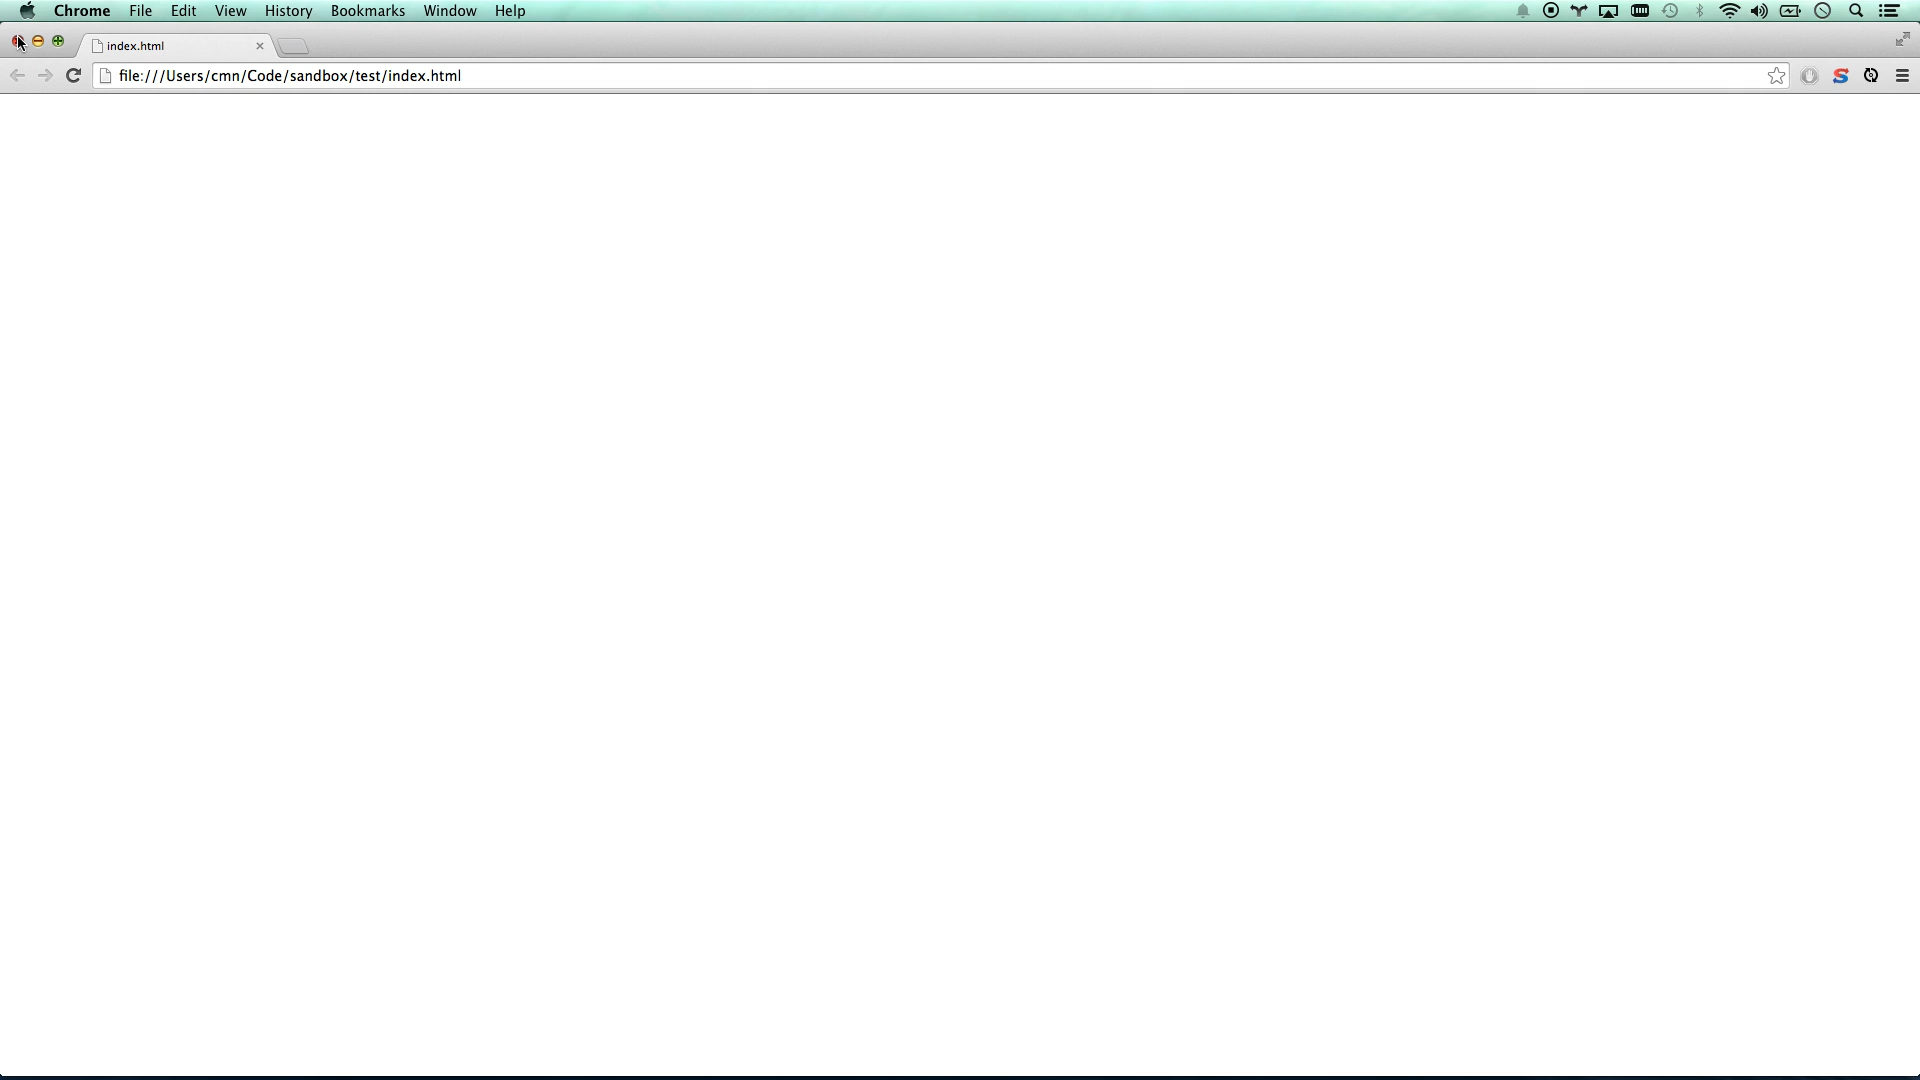 Chrome File Edit View History Bookmarks Window Help
index.html
file:///Users/cmn/Code/sandbox/test/index.html